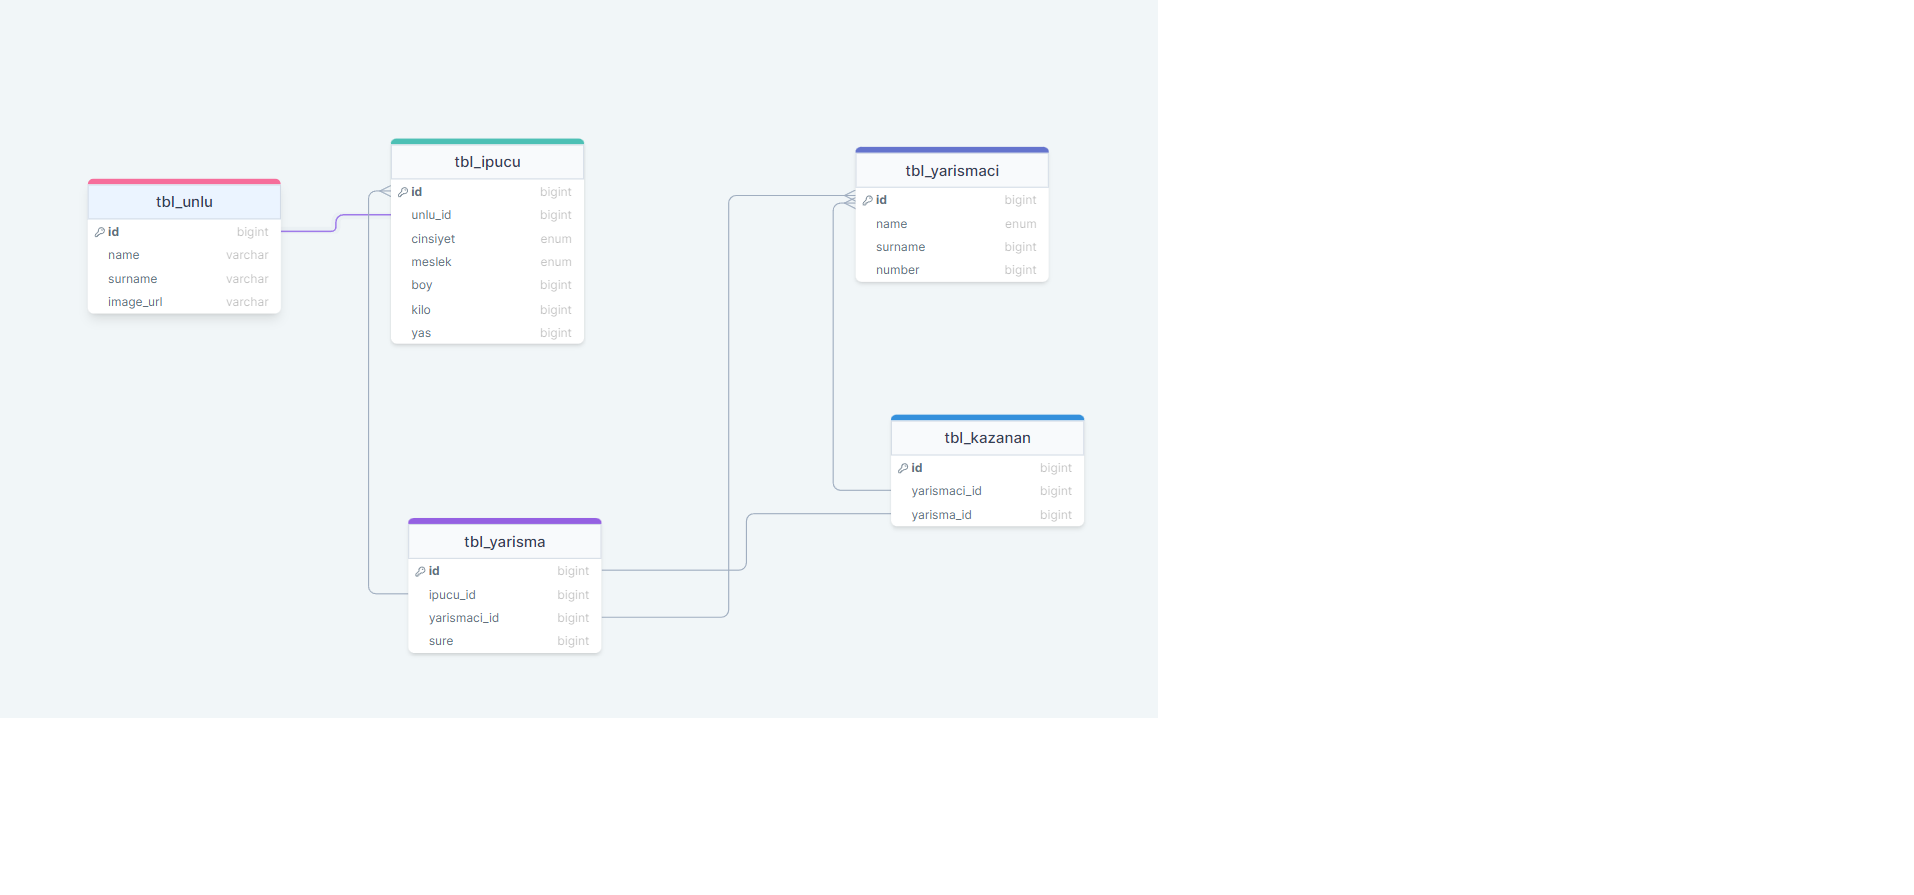 tbl_unlu
id bigint
name varchar
surname varchar
image_url varchar
tbl_ipucu
id bigint
unlu_id bigint
cinsiyet enum
meslek enum
boy bigint
kilo bigint
yas bigint
tbl_yarismaci
id bigint
name enum
surname bigint
number bigint
tbl_kazanan
id bigint
yarismaci_id bigint
yarisma_id bigint
tbl_yarisma
id bigint
ipucu_id bigint
yarismaci_id bigint
sure bigint